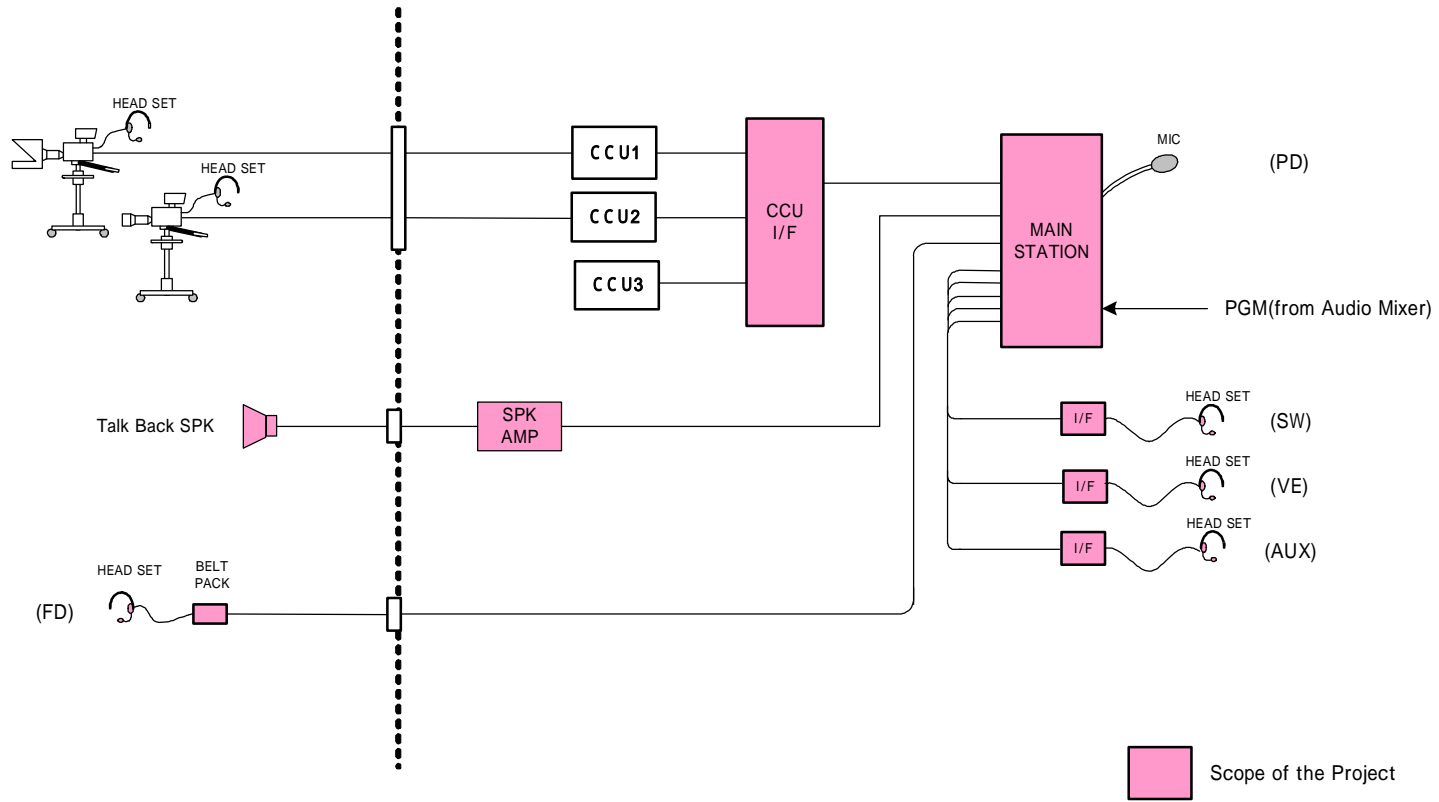 HEAD SET
HEAD SET
CCU1
CCU2
CCU3
CCU
I/F
MAIN
STATION
MIC
(PD)
PGM(from Audio Mixer)
Talk Back SPK
SPK
AMP
I/F
HEAD SET
(SW)
I/F
HEAD SET
(VE)
I/F
HEAD SET
(AUX)
(FD)
HEAD SET
BELT
PACK
Scope of the Project